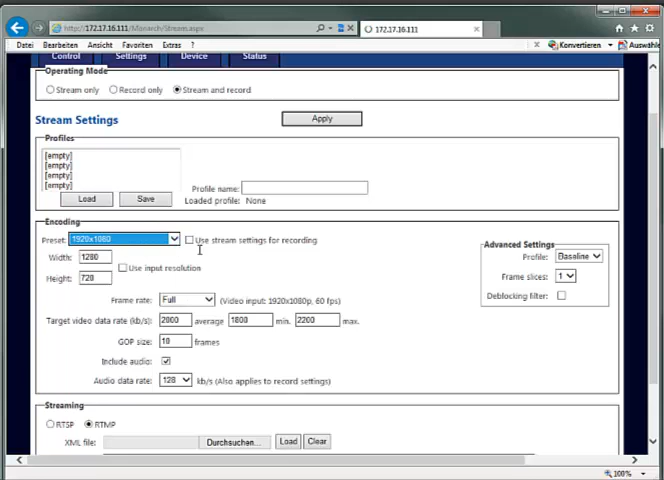 http://172.17.16.111/Monarch/Stream.aspx
172.17.16.111
Datei Bearbeiten Ansicht Favoriten Extras ?
Konvertieren Auswählen
Control Settings Device Status
Operating Mode
Stream only Record only Stream and record
Stream Settings Apply
Profiles
[empty]
[empty]
[empty]
[empty]
Profile name:
Load Save Loaded profile: None
Encoding
Preset: 1920x1080 Use stream settings for recording
Width: 1280
Use input resolution
Height: 720
Advanced Settings
Profile: Baseline
Frame slices: 1
Deblocking filter:
Frame rate: Full (Video input: 1920x1080p, 60 fps)
Target video data rate (kb/s): 2000 average 1800 min. 2200 max.
GOP size: 10 frames
Include audio:
Audio data rate: 128 kb/s (Also applies to record settings)
Streaming
RTSP RTMP
XML file: Durchsuchen... Load Clear
100%